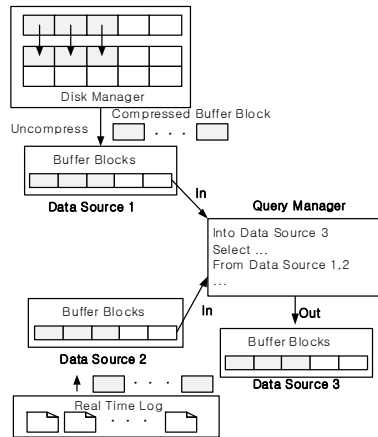 Disk Manager
Compressed Buffer Block
Uncompress
. . .
Buffer Blocks
Data Source 1
In
Query Manager
Into Data Source 3
Select ...
From Data Source 1,2
...
Buffer Blocks
In
Out
Data Source 2
Buffer Blocks
. . .
Data Source 3
Real Time Log
. . .